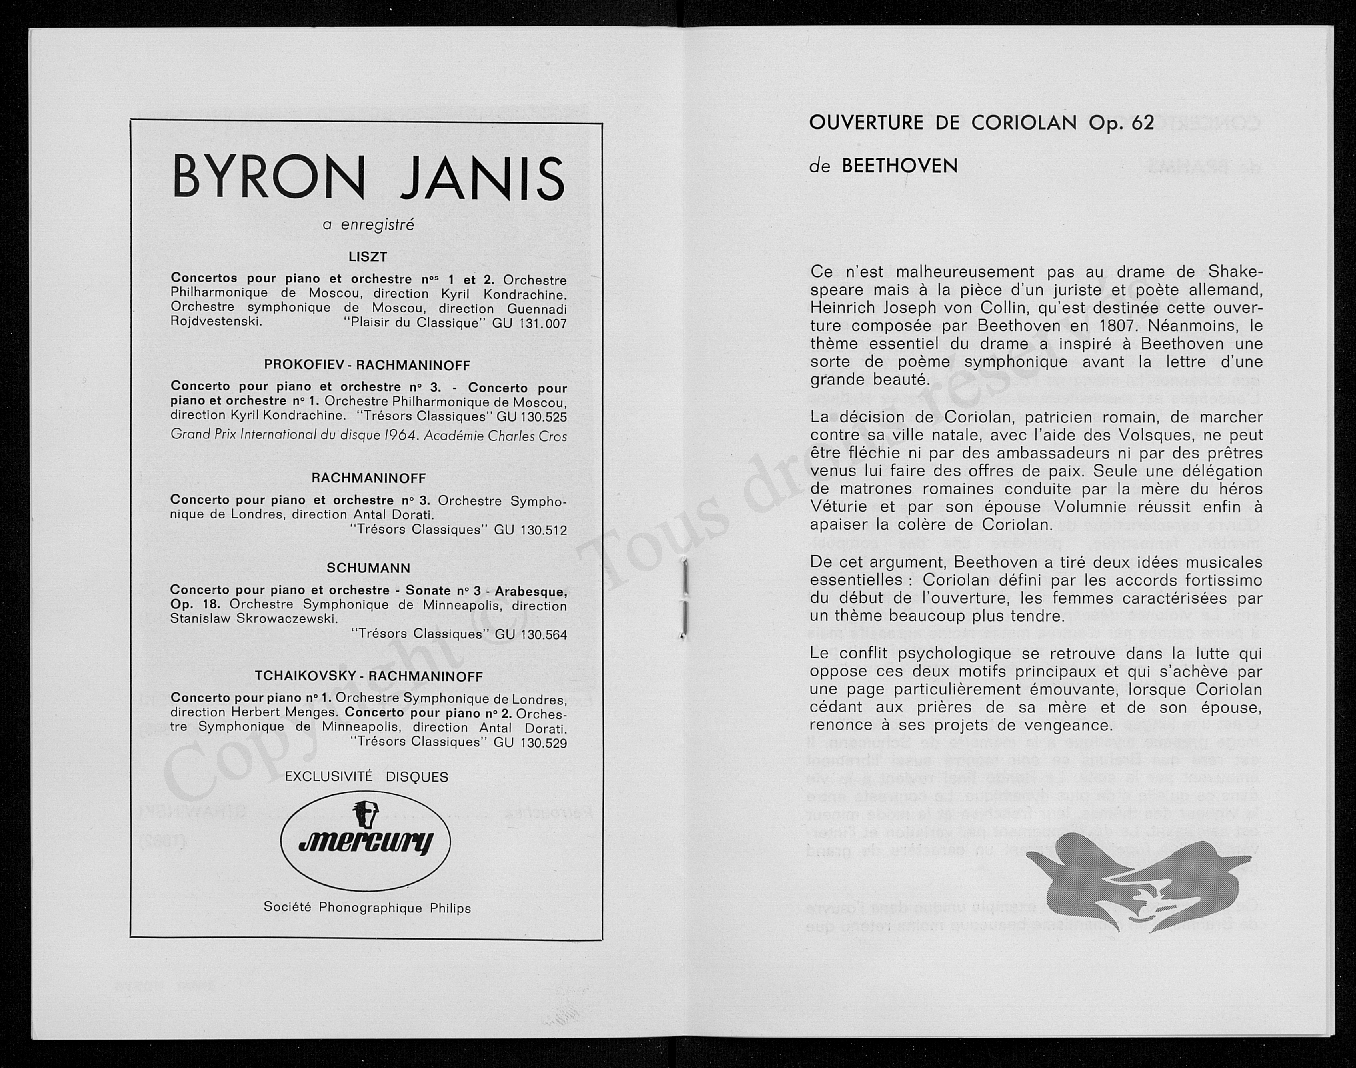 BYRON JANIS
a enregistré
LISZT
Concertos pour piano et orchestre nos 1 et 2. Orchestre
Philharmonique de Moscou, direction Kyril Kondrachine.
Orchestre symphonique de Moscou, direction Guennadi
Rojdvestenski. "Plaisir du Classique" GU 131.007
PROKOFIEV - RACHMANINOFF
Concerto pour piano et orchestre n° 3. - Concerto pour
piano et orchestre n° 1. Orchestre Philharmonique de Moscou,
direction Kyril Kondrachine. "Trésors Classiques" GU 130.525
Grand Prix International du disque 1964. Académie Charles Cros
RACHMANINOFF
Concerto pour piano et orchestre n° 3. Orchestre Sympho-
nique de Londres, direction Antal Dorati.
"Trésors Classiques" GU 130.512
SCHUMANN
Concerto pour piano et orchestre - Sonate n° 3 - Arabesque,
Op. 18. Orchestre Symphonique de Minneapolis, direction
Stanislaw Skrowaczewski.
"Trésors Classiques" GU 130.564
TCHAIKOVSKY - RACHMANINOFF
Concerto pour piano n° 1. Orchestre Symphonique de Londres,
direction Herbert Menges. Concerto pour piano n° 2. Orches-
tre Symphonique de Minneapolis, direction Antal Dorati.
"Trésors Classiques" GU 130.529
EXCLUSIVITÉ DISQUES
mercury
Société Phonographique Philips
OUVERTURE DE CORIOLAN Op. 62
de BEETHOVEN
Ce n'est malheureusement pas au drame de Shake-
speare mais à la pièce d'un juriste et poète allemand,
Heinrich Joseph von Collin, qu'est destinée cette ouver-
ture composée par Beethoven en 1807. Néanmoins, le
thème essentiel du drame a inspiré à Beethoven une
sorte de poème symphonique avant la lettre d'une
grande beauté.
La décision de Coriolan, patricien romain, de marcher
contre sa ville natale, avec l'aide des Volsques, ne peut
être fléchie ni par des ambassadeurs ni par des prêtres
venus lui faire des offres de paix. Seule une délégation
de matrones romaines conduite par la mère du héros
Véturie et par son épouse Volumnie réussit enfin à
apaiser la colère de Coriolan.
De cet argument, Beethoven a tiré deux idées musicales
essentielles : Coriolan défini par les accords fortissimo
du début de l'ouverture, les femmes caractérisées par
un thème beaucoup plus tendre.
Le conflit psychologique se retrouve dans la lutte qui
oppose ces deux motifs principaux et qui s'achève par
une page particulièrement émouvante, lorsque Coriolan
cédant aux prières de sa mère et de son épouse,
renonce à ses projets de vengeance.
Copyright © - Tous droits réservés